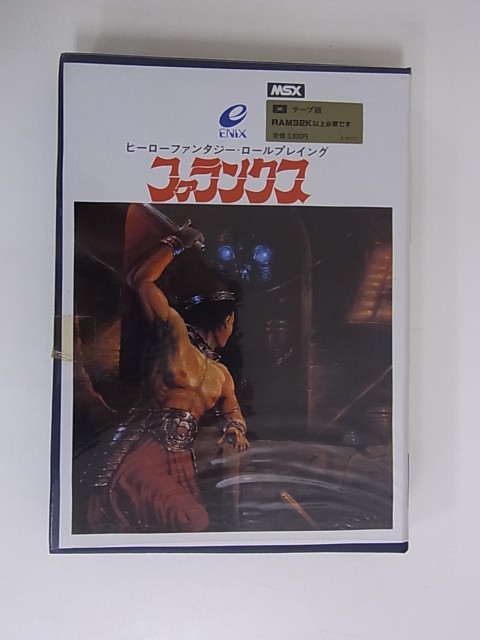 MSX
テープ版
RAM32K以上必要です
定価 3,800円
ENIX
ヒーローファンタジー・ロールプレイング
ファランクス